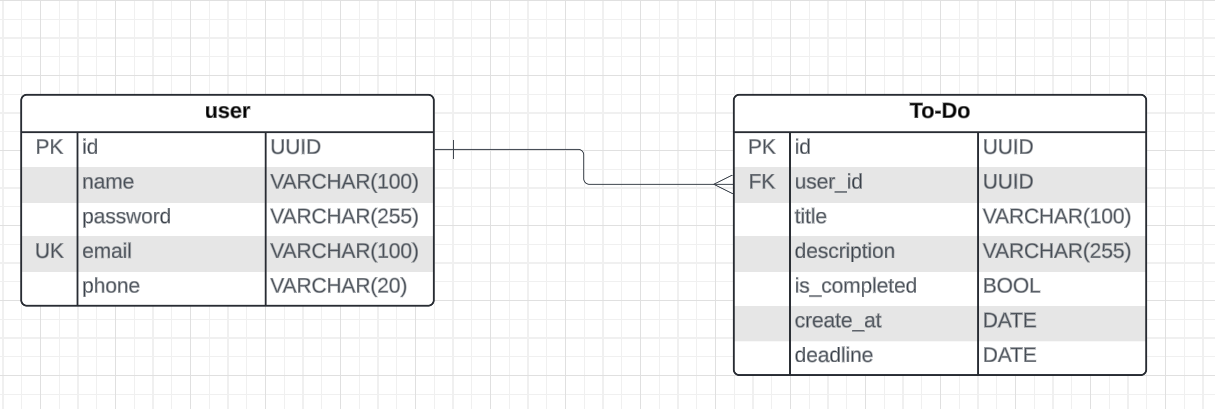 user
PK id UUID
name VARCHAR(100)
password VARCHAR(255)
UK email VARCHAR(100)
phone VARCHAR(20)
To-Do
PK id UUID
FK user_id UUID
title VARCHAR(100)
description VARCHAR(255)
is_completed BOOL
create_at DATE
deadline DATE